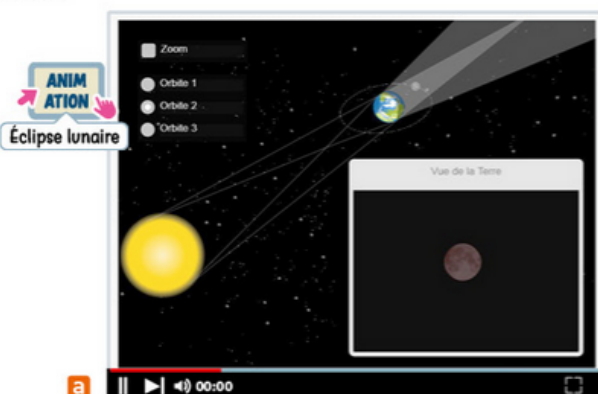 Zoom
Orbite 1
Orbite 2
Orbite 3
ANIM
ATION
Éclipse lunaire
Vue de la Terre
a
00:00